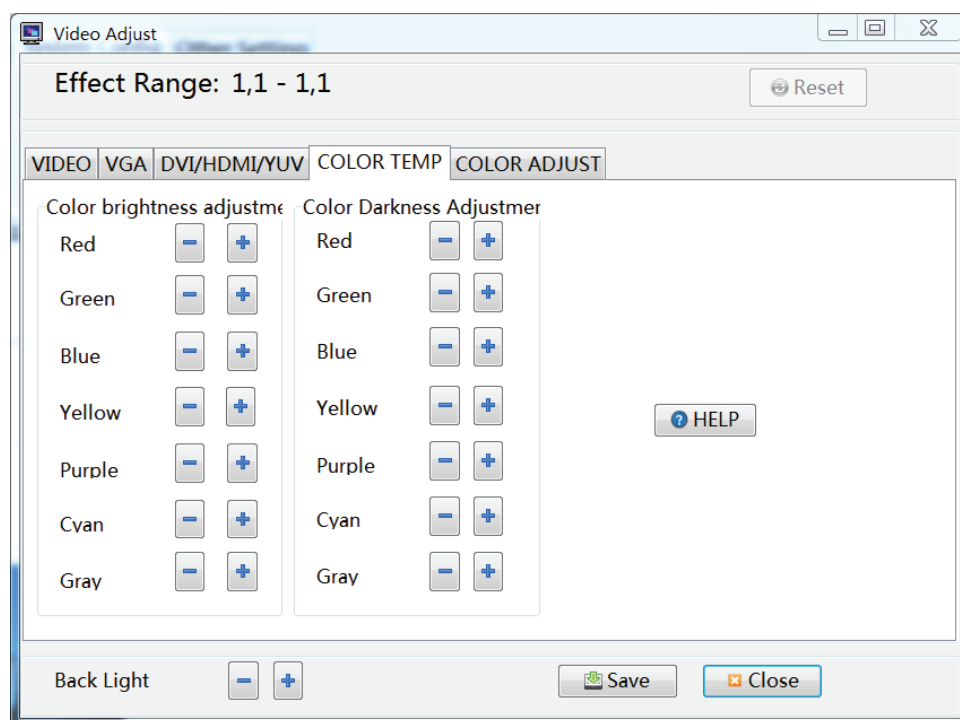 Video Adjust
Effect Range: 1,1 - 1,1
Reset
VIDEO VGA DVI/HDMI/YUV COLOR TEMP COLOR ADJUST
Color brightness adjustme Color Darkness Adjustmer
Red Red
Green Green
Blue Blue
Yellow Yellow
Purple Purple
Cyan Cyan
Gray Gray
HELP
Back Light
Save
Close